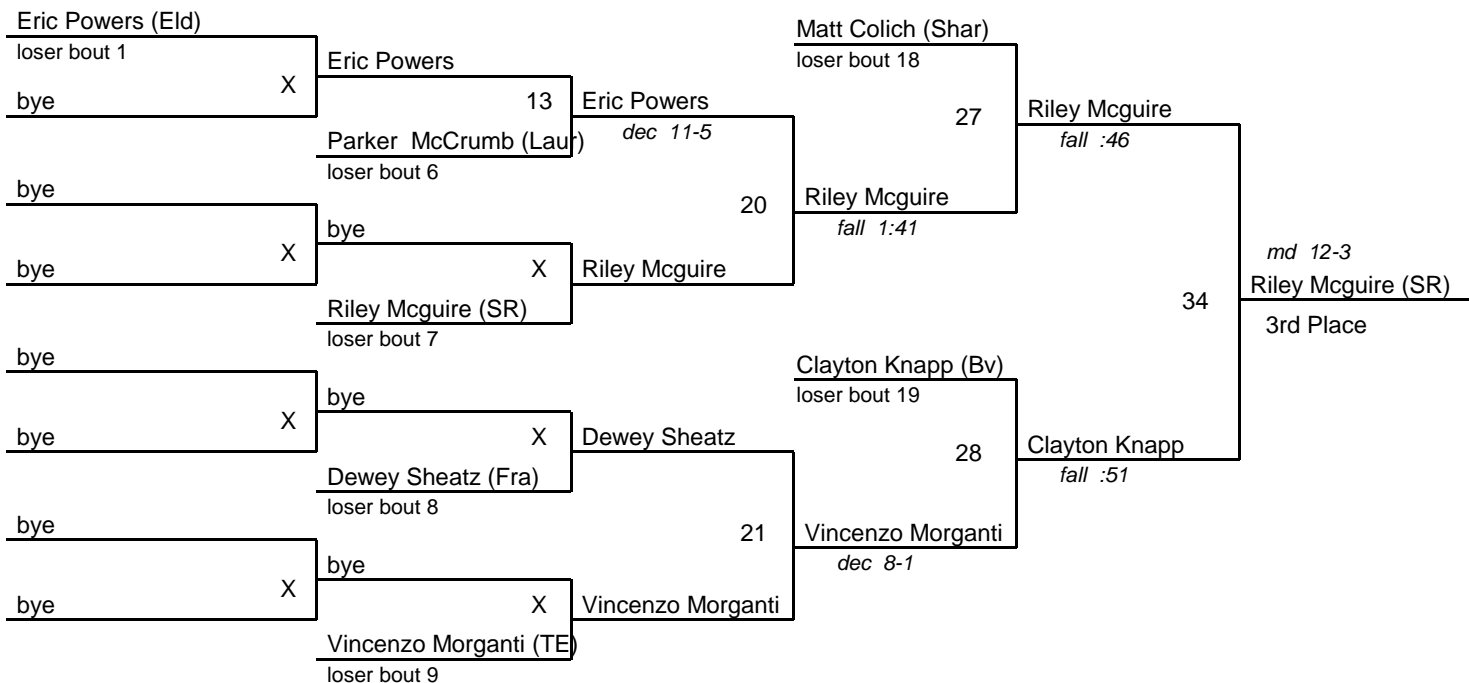 Eric Powers (Eld)
loser bout 1
X
bye
Eric Powers
13
Parker McCrumb (Laur)
loser bout 6
Eric Powers
dec 11-5
bye
X
bye
bye
X
Riley Mcguire (SR)
loser bout 7
Riley Mcguire
20
Matt Colich (Shar)
loser bout 18
27
Riley Mcguire
fall 1:41
Riley Mcguire
fall :46
bye
X
bye
bye
X
Dewey Sheatz (Fra)
loser bout 8
Dewey Sheatz
bye
X
bye
bye
X
Vincenzo Morganti (TE)
loser bout 9
Vincenzo Morganti
21
Clayton Knapp (Bv)
loser bout 19
28
Vincenzo Morganti
dec 8-1
Clayton Knapp
fall :51
34
md 12-3
Riley Mcguire (SR)
3rd Place